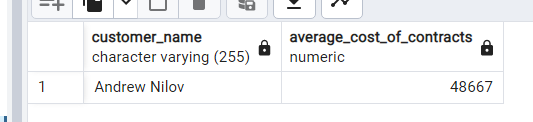 customer_name average_cost_of_contracts
character varying (255) numeric
1 Andrew Nilov 48667